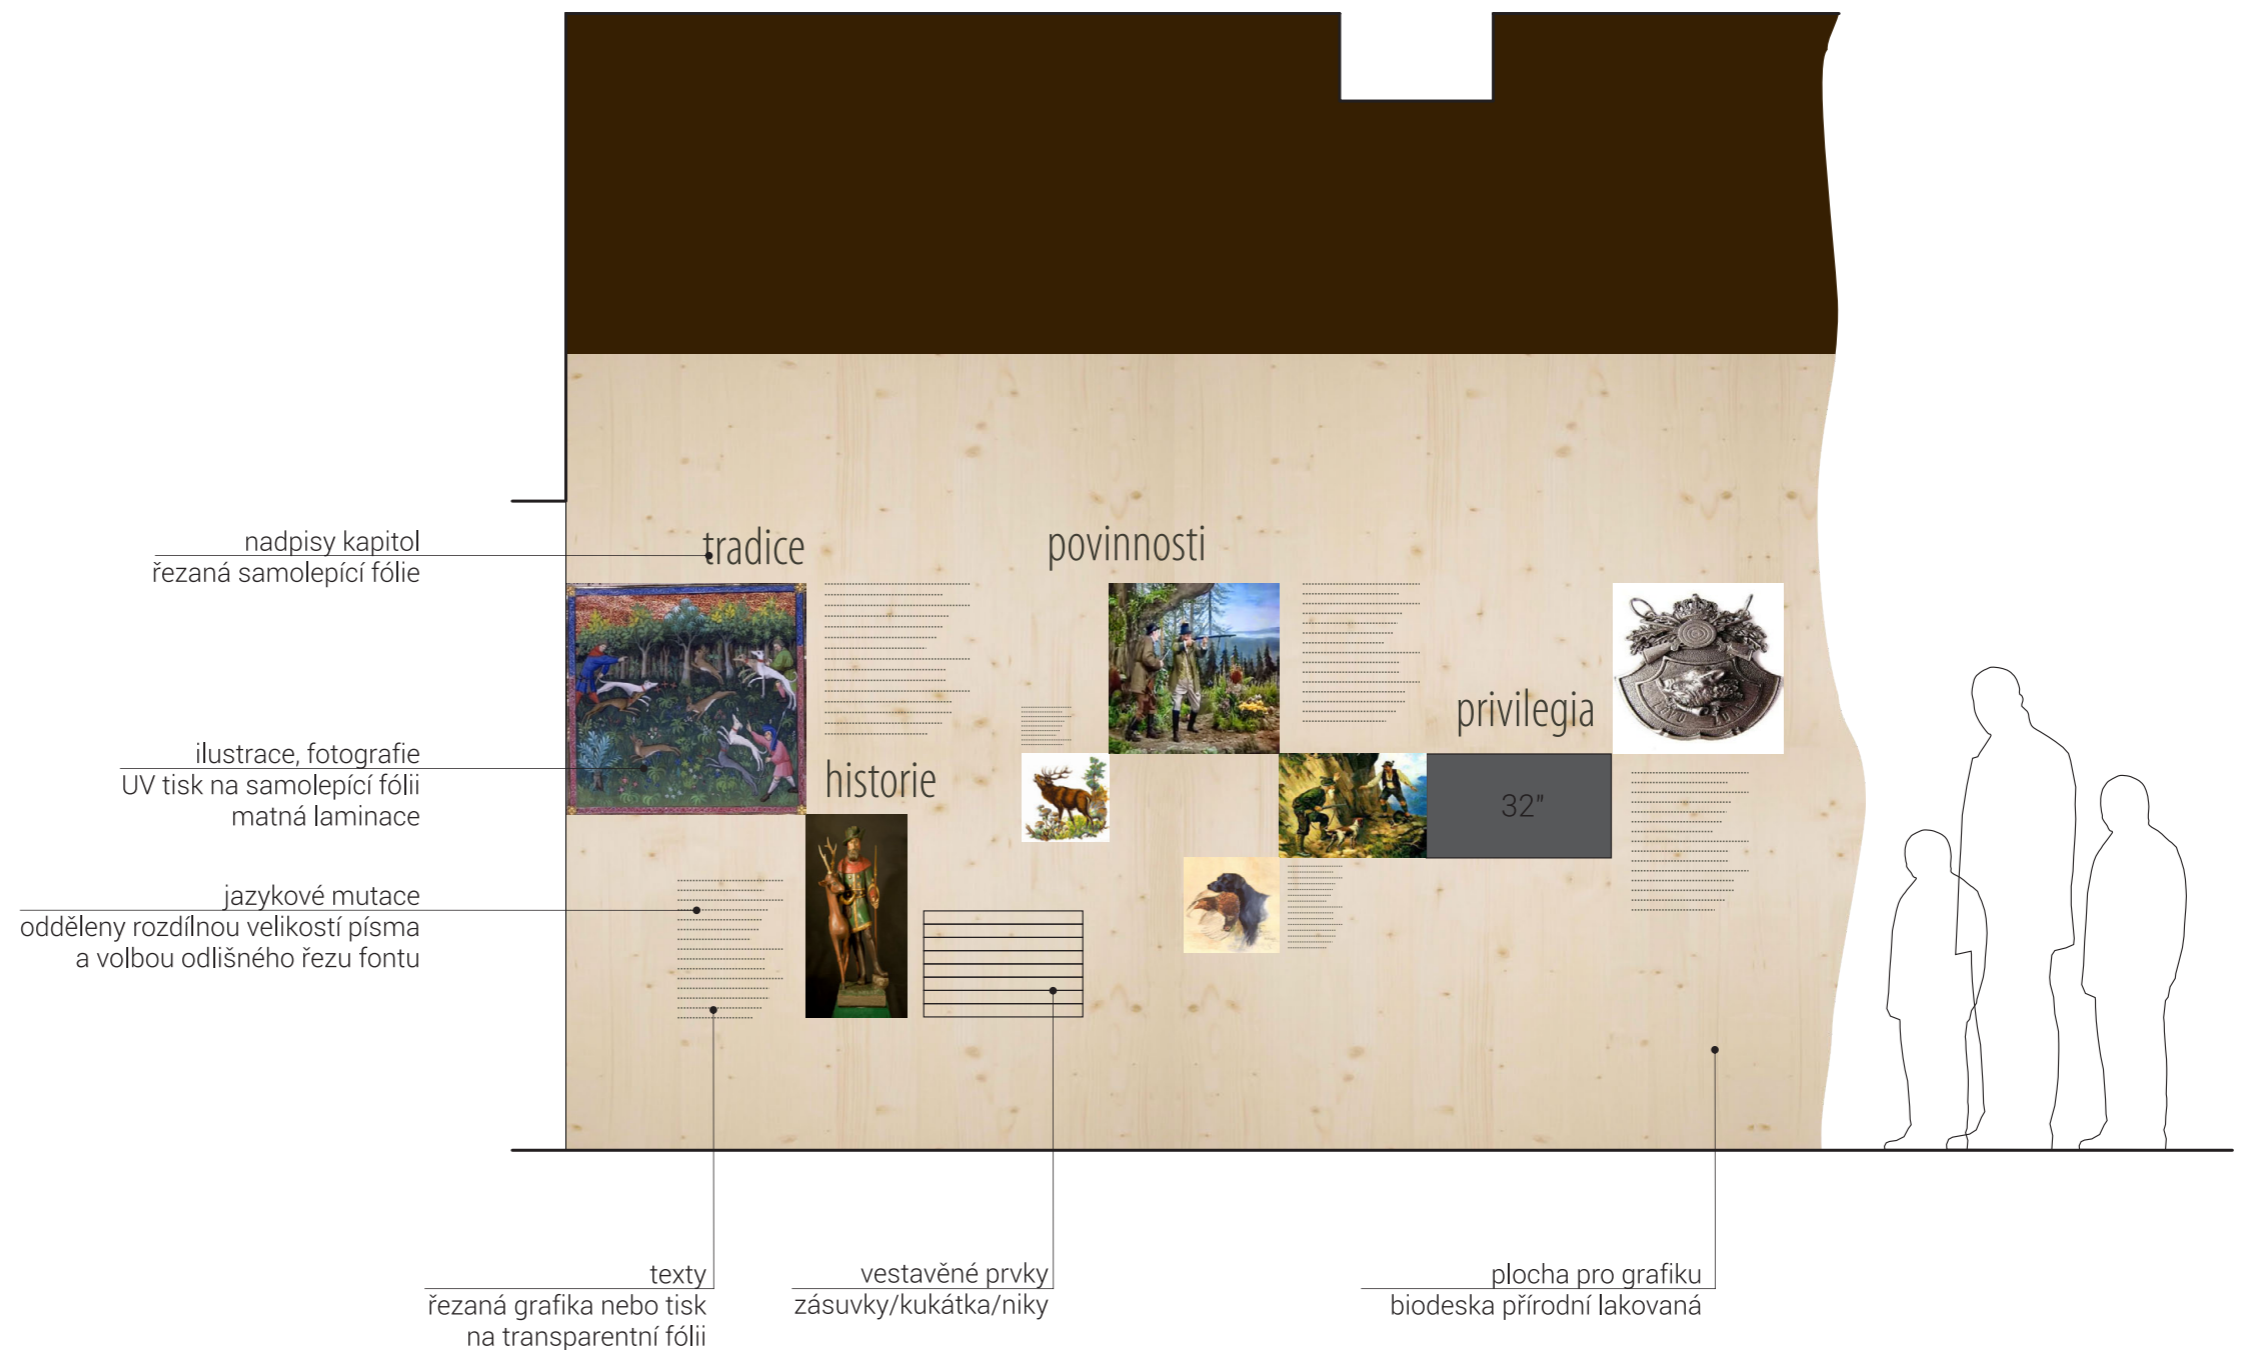 nadpisy kapitol
řezaná samolepící fólie
ilustrace, fotografie
UV tisk na samolepící fólii
matná laminace
jazykové mutace
odděleny rozdílnou velikostí písma
a volbou odlišného řezu fontu
tradice
historie
povinnosti
privilegia
32"
texty
řezaná grafika nebo tisk
na transparentní fólii
vestavěné prvky
zásuvky/kukátka/niky
plocha pro grafiku
biodeska přírodní lakovaná